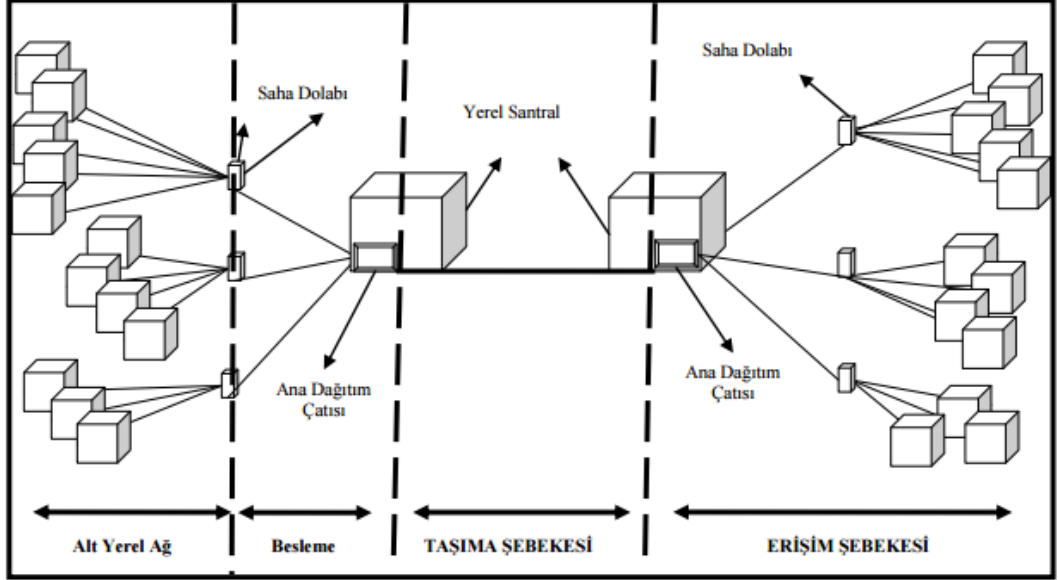 Saha Dolabı
Saha Dolabı
Yerel Santral
Ana Dağıtım
Çatısı
Ana Dağıtım
Çatısı
Alt Yerel Ağ
Besleme
TAŞIMA ŞEBEKESİ
ERİŞİM ŞEBEKESİ